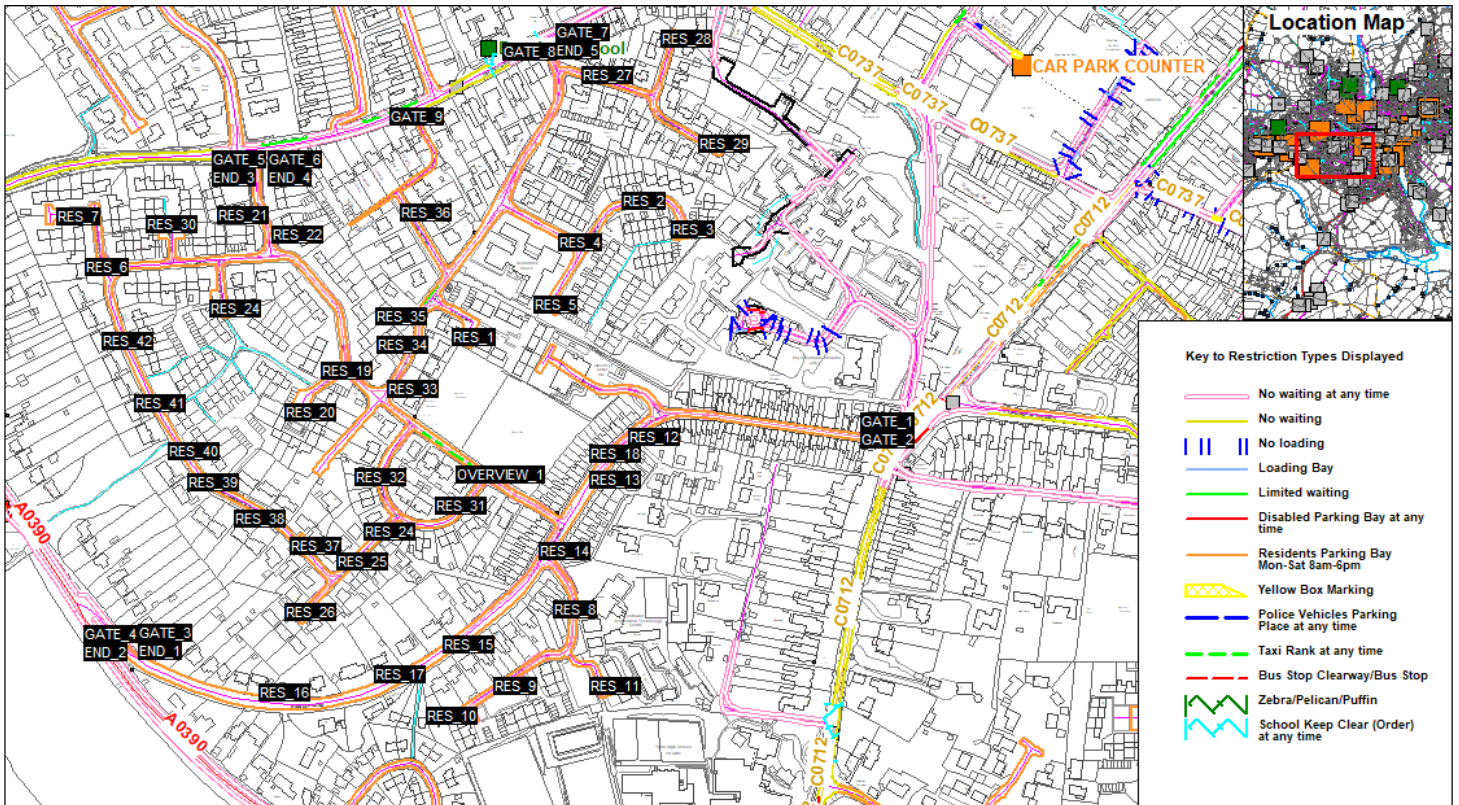 GATE_7
GATE_8 END_5 ool
RES_28
RES_27
GATE_9
RES_29
GATE_5 GATE_6
END_3 END_4
RES_7
RES_30
RES_21
RES_22
RES_36
RES_2
RES_3
RES_4
RES_6
RES_24
RES_5
RES_35
RES_1
RES_42
RES_34
RES_19
RES_33
RES_41
RES_20
RES_12
RES_40
RES_18
RES_32
OVERVIEW_1
RES_13
RES_39
RES_31
RES_38
RES_24
RES_37
RES_14
RES_25
RES_26
RES_8
GATE_4 GATE_3
END_2 END_1
RES_15
RES_17
RES_16
RES_9
RES_11
RES_10
GATE_1
GATE_2
A0390
A0390
C0737
C0737
C0737
C0737
C0712
C0712
C0712
C0712
C0712
CAR PARK COUNTER
Location Map
Key to Restriction Types Displayed
No waiting at any time
No waiting
No loading
Loading Bay
Limited waiting
Disabled Parking Bay at any
time
Residents Parking Bay
Mon-Sat 8am-6pm
Yellow Box Marking
Police Vehicles Parking
Place at any time
Taxi Rank at any time
Bus Stop Clearway/Bus Stop
Zebra/Pelican/Puffin
School Keep Clear (Order)
at any time